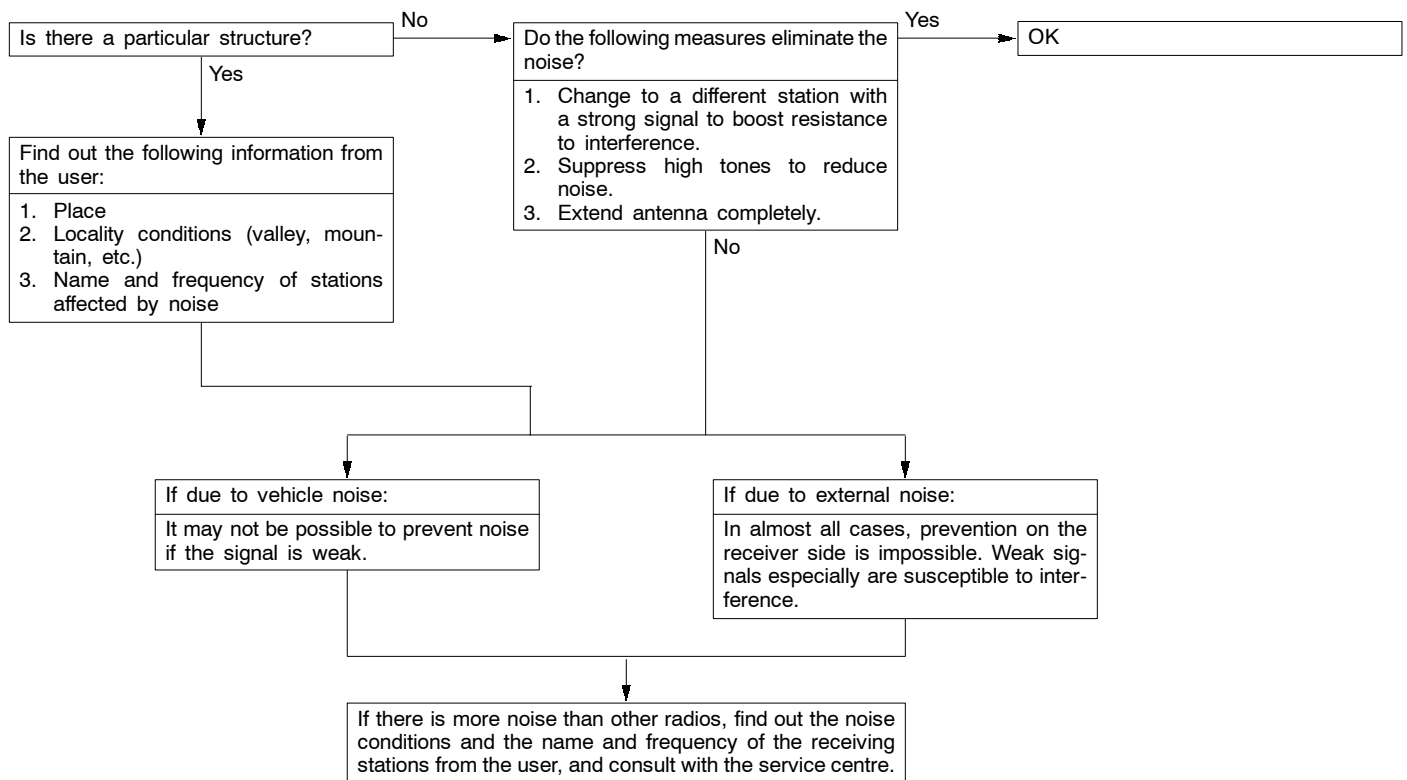 Is there a particular structure?
No
Do the following measures eliminate the
noise?
Yes
OK
Yes
1. Change to a different station with
a strong signal to boost resistance
to interference.
2. Suppress high tones to reduce
noise.
3. Extend antenna completely.
Find out the following information from
the user:
1. Place
2. Locality conditions (valley, moun-
tain, etc.)
3. Name and frequency of stations
affected by noise
No
If due to vehicle noise:
It may not be possible to prevent noise
if the signal is weak.
If due to external noise:
In almost all cases, prevention on the
receiver side is impossible. Weak sig-
nals especially are susceptible to inter-
ference.
If there is more noise than other radios, find out the noise
conditions and the name and frequency of the receiving
stations from the user, and consult with the service centre.